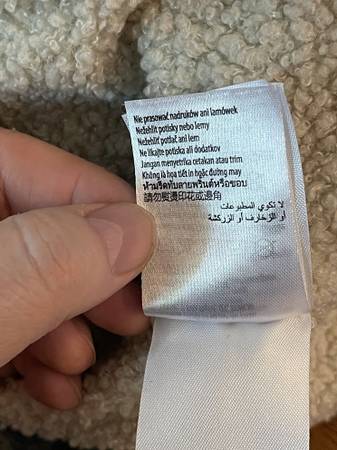 Nie prasować nadruków ani lamówek
Nežehlit potisky nebo lemy
Nežehliť potlač ani lem
Ne likajte potiska ali dodatkov
Jangan menyetrika cetakan atau trim
Không là họa tiết in hoặc đường may
ห้ามรีดทับลายพรินต์หรือขอบ
請勿熨燙印花或邊角
لا تكوي المطبوعات
أو الزخارف أو الزركشة